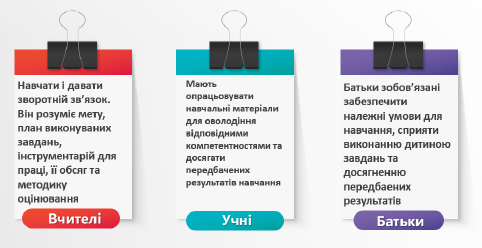 Навчати і давати
зворотній зв’язок.
Він розуміє мету,
план виконуваних
завдань,
інструментарій для
праці, її обсяг та
методику
оцінювання
Вчителі
Мають
опрацьовувати
навчальні матеріали
для оволодіння
відповідними
компетентностями та
досягати
передбачених
результатів навчання
Учні
Батьки зобов’язані
забезпечити
належні умови для
навчання, сприяти
виконанню дитиною
завдань та
досягненню
передбаених
результатів
Батьки